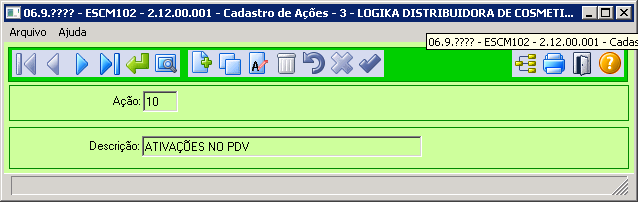 06.9.???? - ESCM102 - 2.12.00.001 - Cadastro de Ações - 3 - LOGIKA DISTRIBUIDORA DE COSMETI...
Arquivo Ajuda
06.9.???? - ESCM102 - 2.12.00.001 - Cadas
Ação: 10
Descrição: ATIVAÇÕES NO PDV